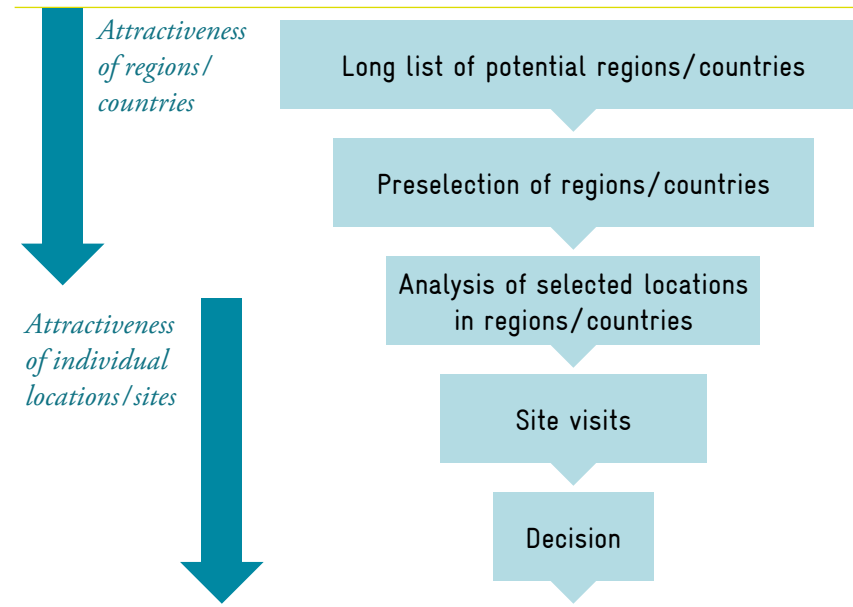 Attractiveness
of regions/
countries
Long list of potential regions/countries
Preselection of regions/countries
Analysis of selected locations
in regions/countries
Attractiveness
of individual
locations/sites
Site visits
Decision